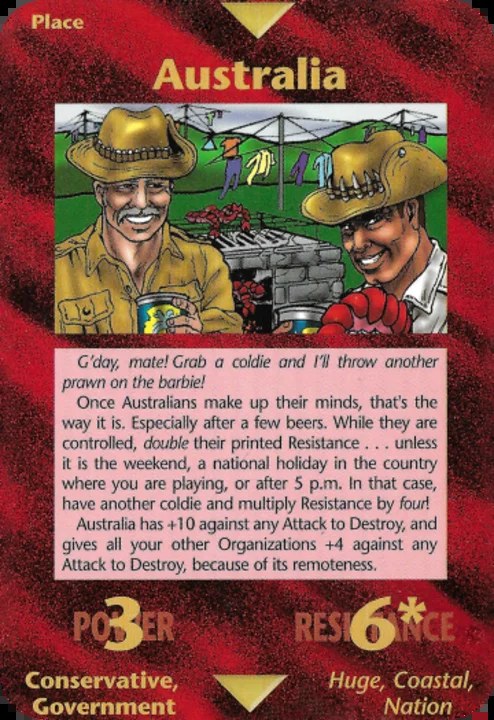 Place
Australia
G'day, mate! Grab a coldie and I'll throw another
prawn on the barbie!
Once Australians make up their minds, that's the
way it is. Especially after a few beers. While they are
controlled, double their printed Resistance . . . unless
it is the weekend, a national holiday in the country
where you are playing, or after 5 p.m. In that case,
have another coldie and multiply Resistance by four!
Australia has +10 against any Attack to Destroy, and
gives all your other Organizations +4 against any
Attack to Destroy, because of its remoteness.
POWER 3 RESISTANCE 6*
Conservative, Huge, Coastal,
Government Nation